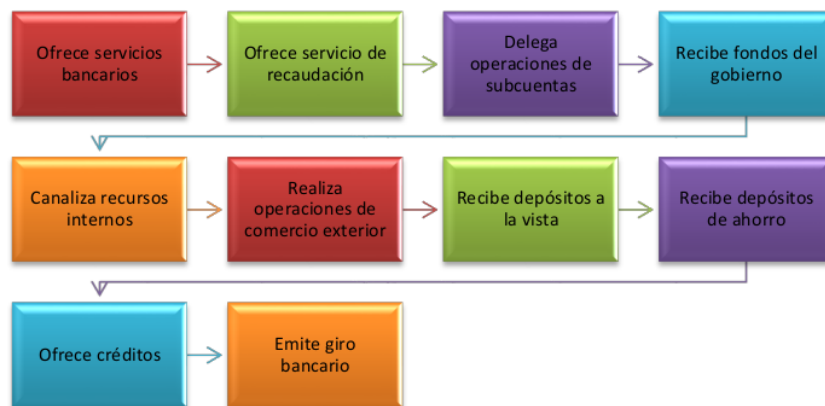 Ofrece servicios
bancarios
Ofrece servicio de
recaudación
Delega
operaciones de
subcuentas
Recibe fondos del
gobierno
Canaliza recursos
internos
Realiza
operaciones de
comercio exterior
Recibe depósitos a
la vista
Recibe depósitos
de ahorro
Ofrece créditos
Emite giro
bancario